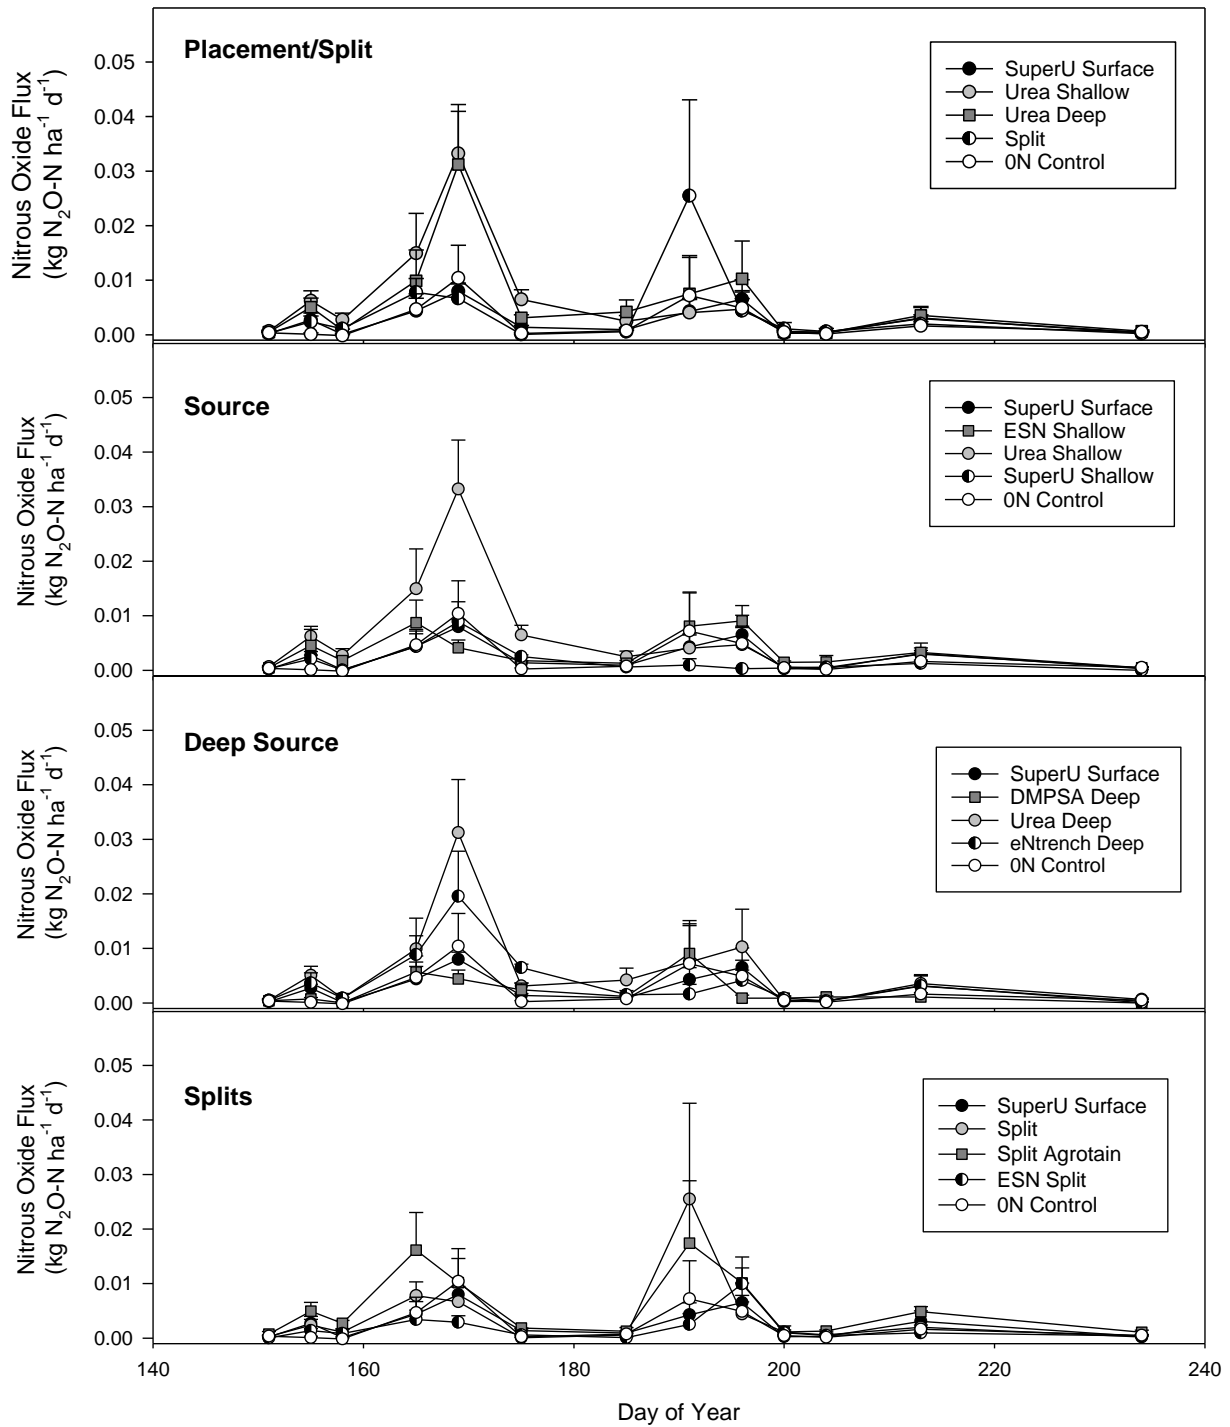 Placement/Split
Nitrous Oxide Flux
(kg N₂O-N ha⁻¹ d⁻¹)
0.05
0.04
0.03
0.02
0.01
0.00
SuperU Surface
Urea Shallow
Urea Deep
Split
0N Control
Source
Nitrous Oxide Flux
(kg N₂O-N ha⁻¹ d⁻¹)
0.05
0.04
0.03
0.02
0.01
0.00
SuperU Surface
ESN Shallow
Urea Shallow
SuperU Shallow
0N Control
Deep Source
Nitrous Oxide Flux
(kg N₂O-N ha⁻¹ d⁻¹)
0.05
0.04
0.03
0.02
0.01
0.00
SuperU Surface
DMPSA Deep
Urea Deep
eNtrench Deep
0N Control
Splits
Nitrous Oxide Flux
(kg N₂O-N ha⁻¹ d⁻¹)
0.05
0.04
0.03
0.02
0.01
0.00
SuperU Surface
Split
Split Agrotain
ESN Split
0N Control
140 160 180 200 220 240
Day of Year